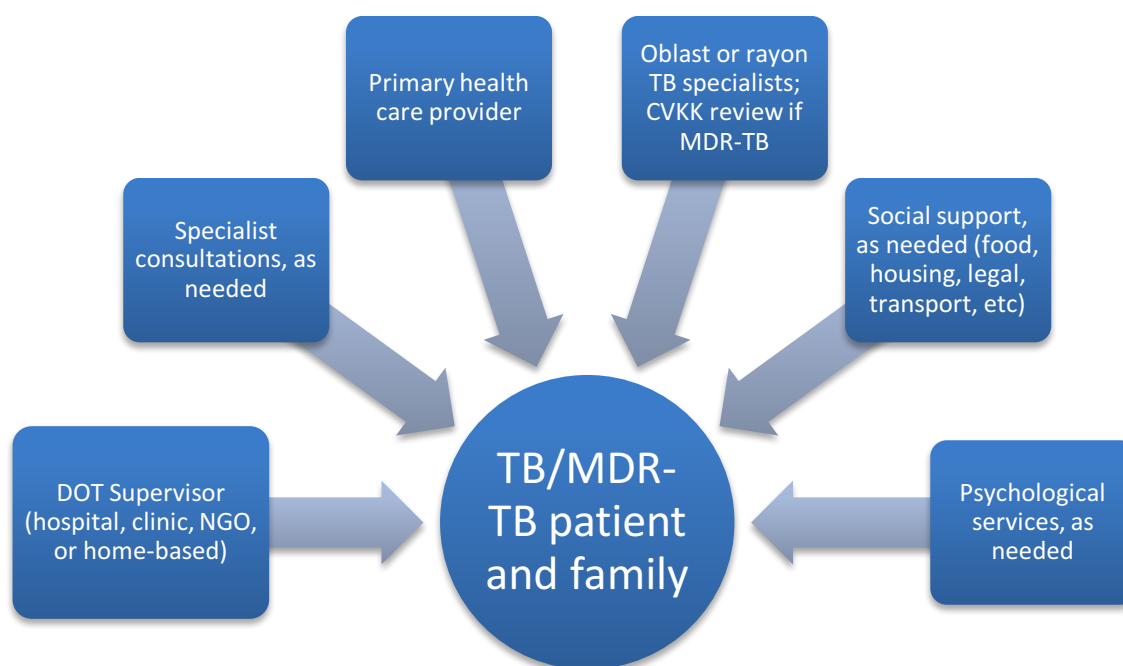 Primary health
care provider
Oblast or rayon
TB specialists;
CVKK review if
MDR-TB
Specialist
consultations, as
needed
Social support,
as needed (food,
housing, legal,
transport, etc)
DOT Supervisor
(hospital, clinic, NGO,
or home-based)
TB/MDR-
TB patient
and family
Psychological
services, as
needed